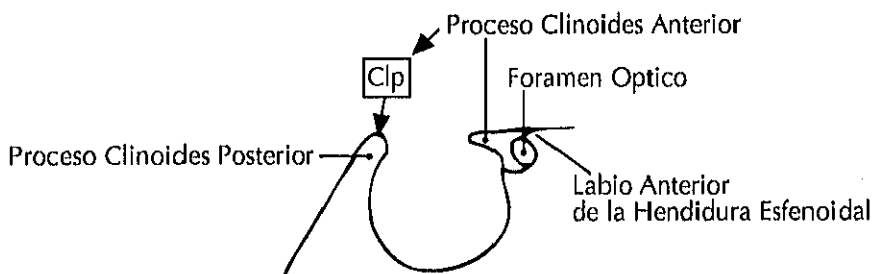 Proceso Clinoides Anterior
Clp
Foramen Optico
Proceso Clinoides Posterior
Labio Anterior
de la Hendidura Esfenoidal